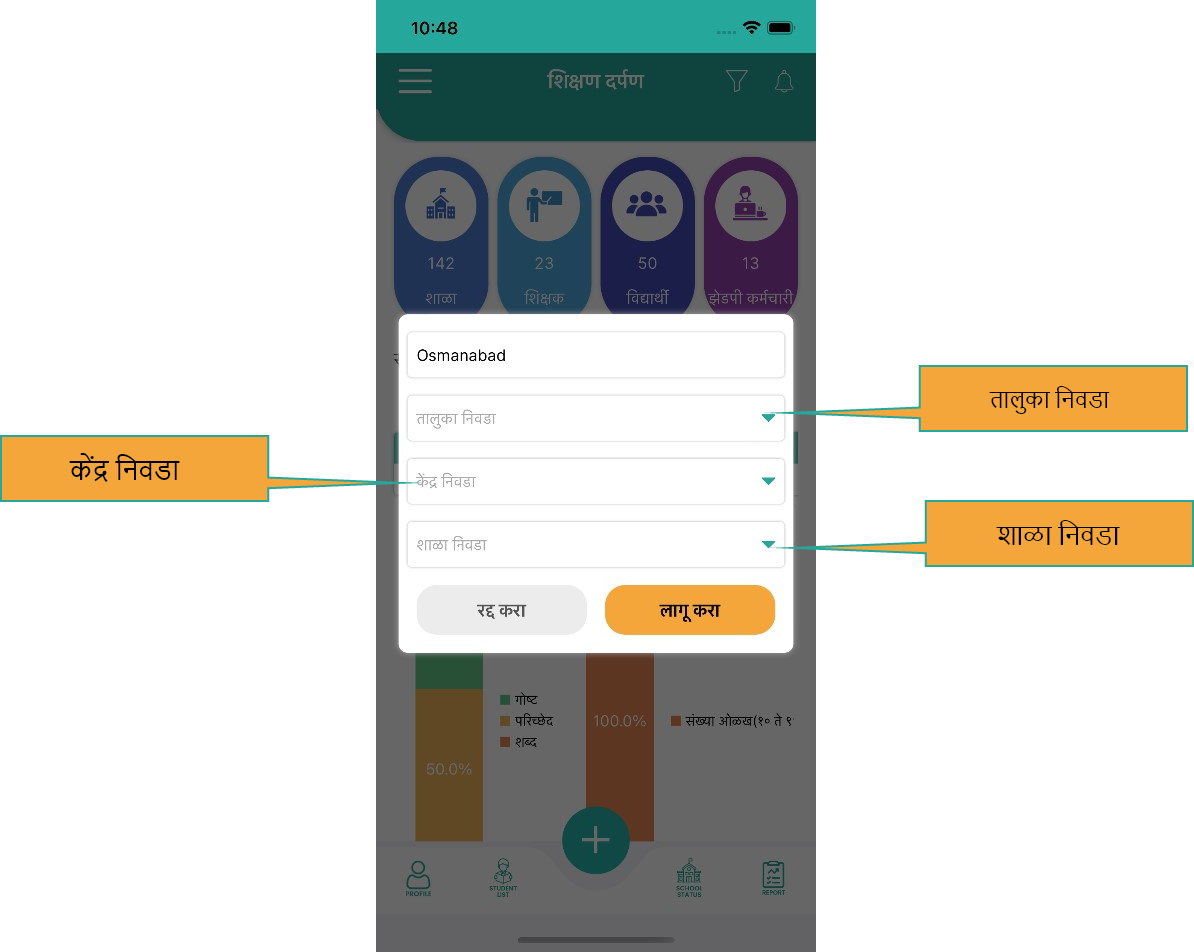 10:48
शिक्षण दर्पण
142
23
50
13
शाळा
शिक्षक
विद्यार्थी
झेडपी कर्मचारी
Osmanabad
तालुका निवडा
तालुका निवडा
केंद्र निवडा
केंद्र निवडा
शाळा निवडा
शाळा निवडा
रद्द करा
लागू करा
गोष्ट
परिच्छेद
शब्द
100.0%
संख्या ओळख(१० ते
50.0%
PROFILE
STUDENT
LIST
SCHOOL
STATUS
REPORT